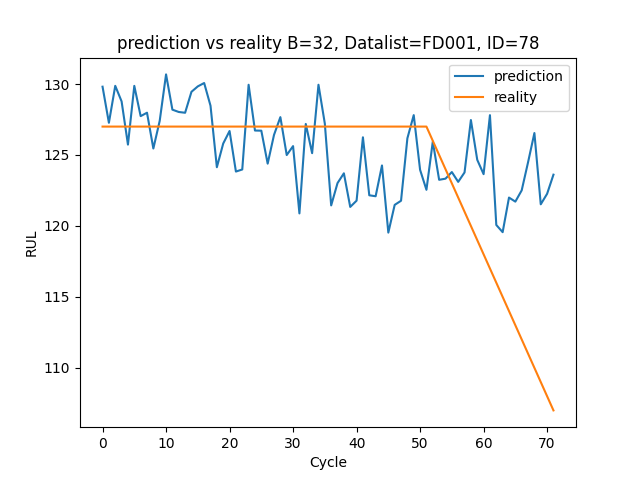 prediction vs reality B=32, Datalist=FD001, ID=78
prediction
reality
130
125
120
115
110
RUL
0 10 20 30 40 50 60 70
Cycle